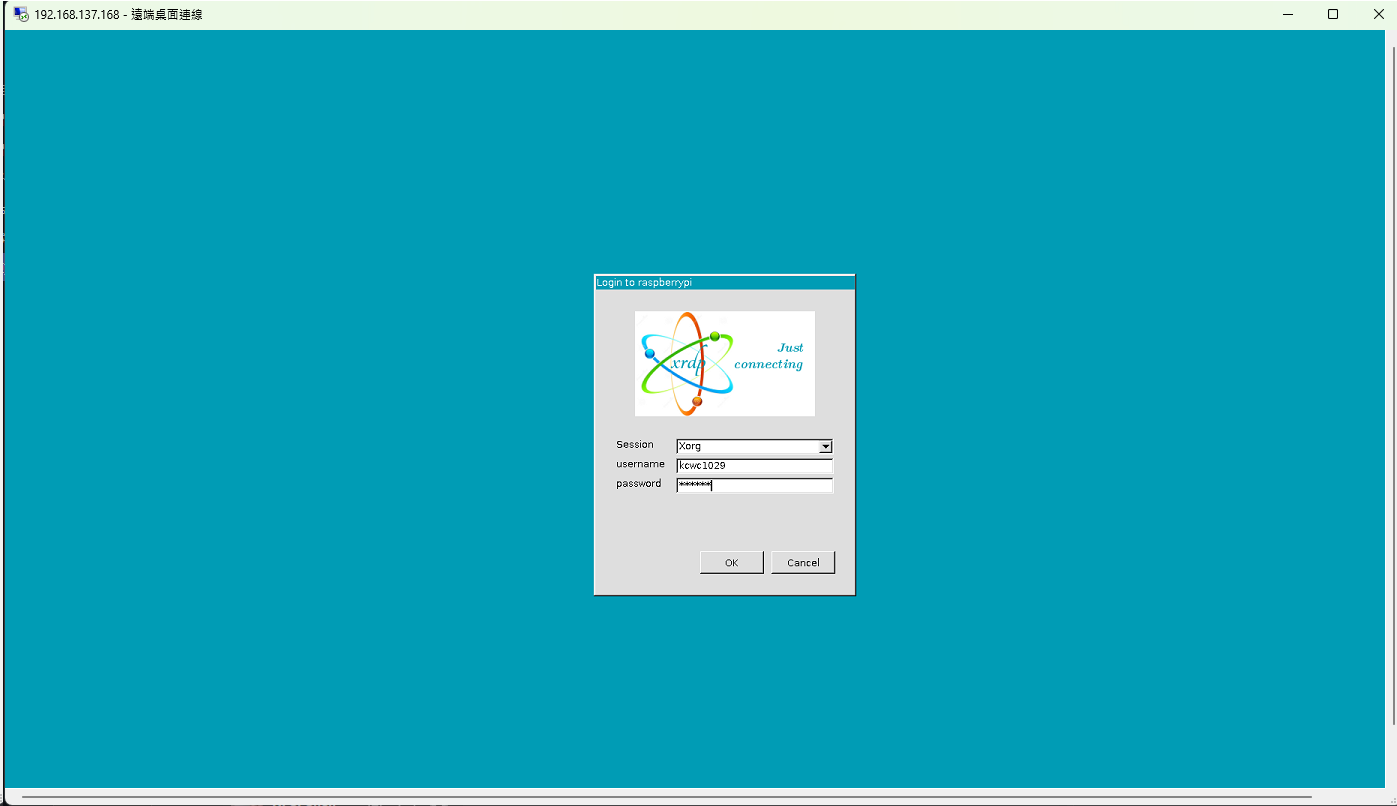 192.168.137.168 - 遠端桌面連線
Login to raspberrypi
xrdp
Just
connecting
Session
Xorg
username
kcwc1029
password
******
OK
Cancel